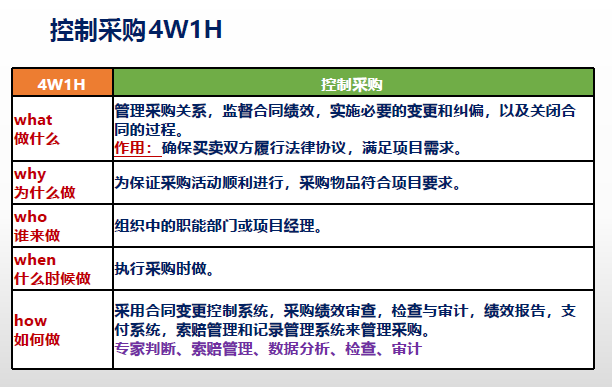 控制采购4W1H
4W1H
控制采购
what
做什么
管理采购关系，监督合同绩效，实施必要的变更和纠偏，以及关闭合
同的过程。
作用：确保买卖双方履行法律协议，满足项目需求。
why
为什么做
为保证采购活动顺利进行，采购物品符合项目要求。
who
谁来做
组织中的职能部门或项目经理。
when
什么时候做
执行采购时做。
how
如何做
采用合同变更控制系统，采购绩效审查，检查与审计，绩效报告，支
付系统，索赔管理和记录管理系统来管理采购。
专家判断、索赔管理、数据分析、检查、审计